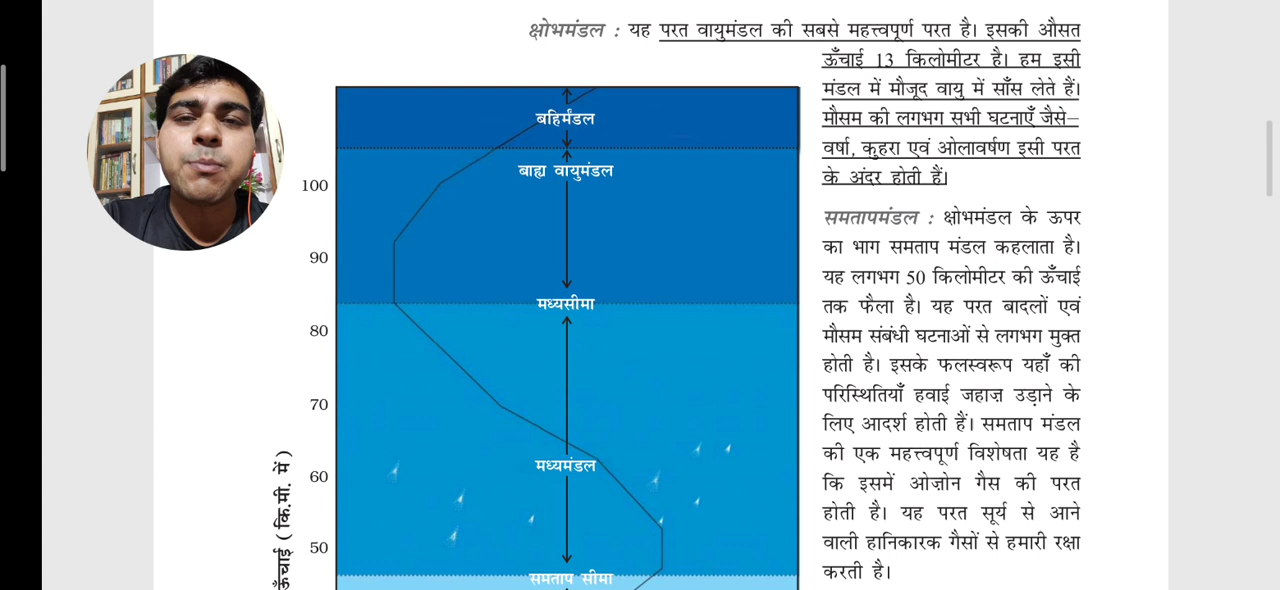 क्षोभमंडल : यह परत वायुमंडल की सबसे महत्त्वपूर्ण परत है। इसकी औसत
ऊँचाई 13 किलोमीटर है। हम इसी
मंडल में मौजूद वायु में साँस लेते हैं।
मौसम की लगभग सभी घटनाएँ जैसे–
वर्षा, कुहरा एवं ओलावर्षण इसी परत
के अंदर होती हैं।
समतापमंडल : क्षोभमंडल के ऊपर
का भाग समताप मंडल कहलाता है।
यह लगभग 50 किलोमीटर की ऊँचाई
तक फैला है। यह परत बादलों एवं
मौसम संबंधी घटनाओं से लगभग मुक्त
होती है। इसके फलस्वरूप यहाँ की
परिस्थितियाँ हवाई जहाज़ उड़ाने के
लिए आदर्श होती हैं। समताप मंडल
की एक महत्त्वपूर्ण विशेषता यह है
कि इसमें ओज़ोन गैस की परत
होती है। यह परत सूर्य से आने
वाली हानिकारक गैसों से हमारी रक्षा
करती है।
बहिर्मंडल
बाह्य वायुमंडल
100
90
मध्यसीमा
80
70
मध्यमंडल
60
50
समताप सीमा
ऊँचाई (कि.मी. में)